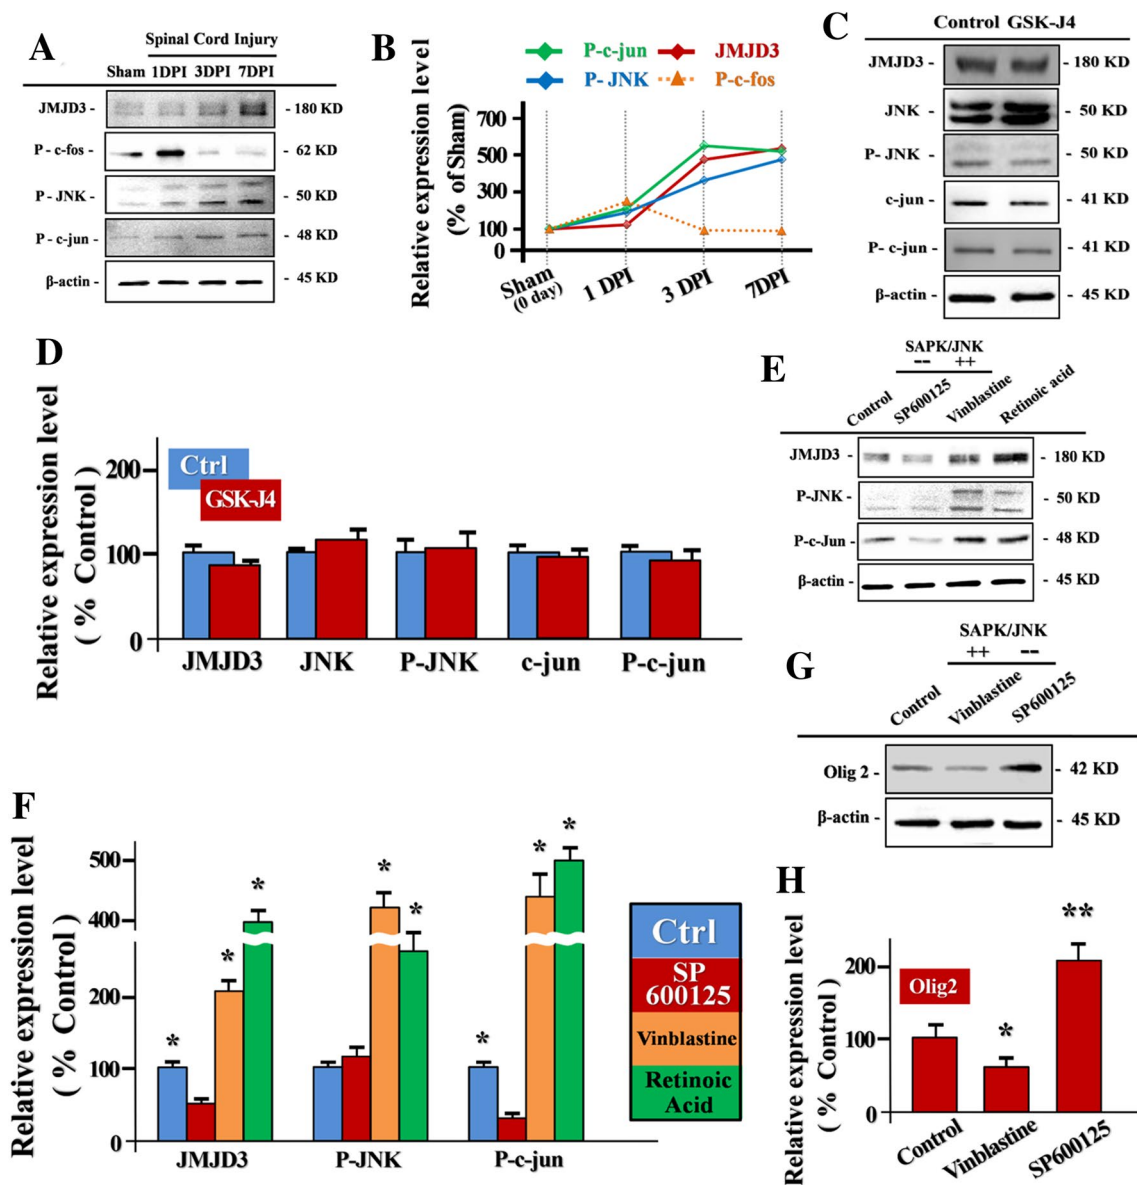 A
Spinal Cord Injury
Sham 1DPI 3DPI 7DPI
JMJD3 - - 180 KD
P - c-fos - - 62 KD
P - JNK - - 50 KD
P - c-jun - - 48 KD
β-actin - - 45 KD
B
P-c-jun JMJD3
P- JNK P-c-fos
Relative expression level
(% of Sham)
700
500
300
100
0
Sham
(0 day)
1 DPI
3 DPI
7DPI
C
Control GSK-J4
JMJD3 - - 180 KD
JNK - - 50 KD
P- JNK - - 50 KD
c-jun - - 41 KD
P- c-jun - - 41 KD
β-actin - - 45 KD
D
Relative expression level
( % Control )
200
100
0
Ctrl
GSK-J4
JMJD3 JNK P-JNK c-jun P-c-jun
E
SAPK/JNK
-- ++
Control SP600125 Vinblastine Retinoic acid
JMJD3 - - 180 KD
P-JNK - - 50 KD
P-c-Jun - - 48 KD
β-actin - - 45 KD
F
Relative expression level
( % Control )
500
400
200
100
0
* * *
* *
* * *
JMJD3 P-JNK P-c-jun
Ctrl
SP
600125
Vinblastine
Retinoic
Acid
G
SAPK/JNK
++ --
Control Vinblastine SP600125
Olig 2 - - 42 KD
β-actin - - 45 KD
H
Relative expression level
( % Control )
200
100
0
Olig2
* **
Control Vinblastine SP600125